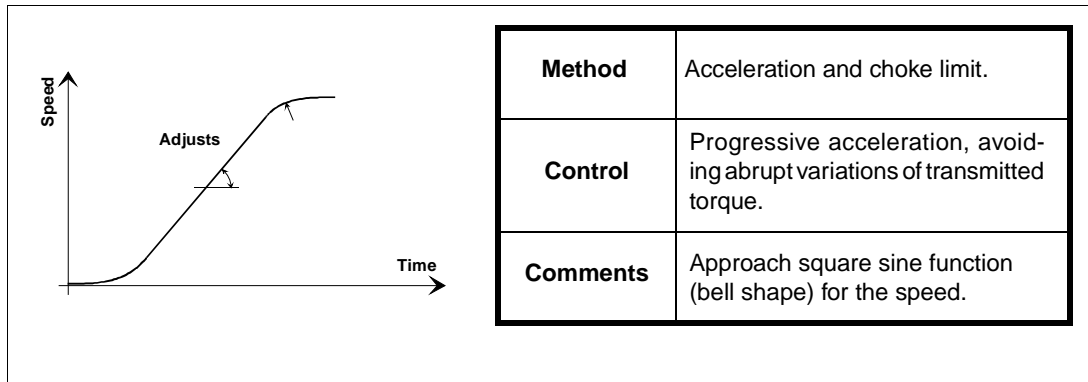 Speed
Adjusts
Time
Method
Acceleration and choke limit.
Control
Progressive acceleration, avoid-
ing abrupt variations of transmitted
torque.
Comments
Approach square sine function
(bell shape) for the speed.